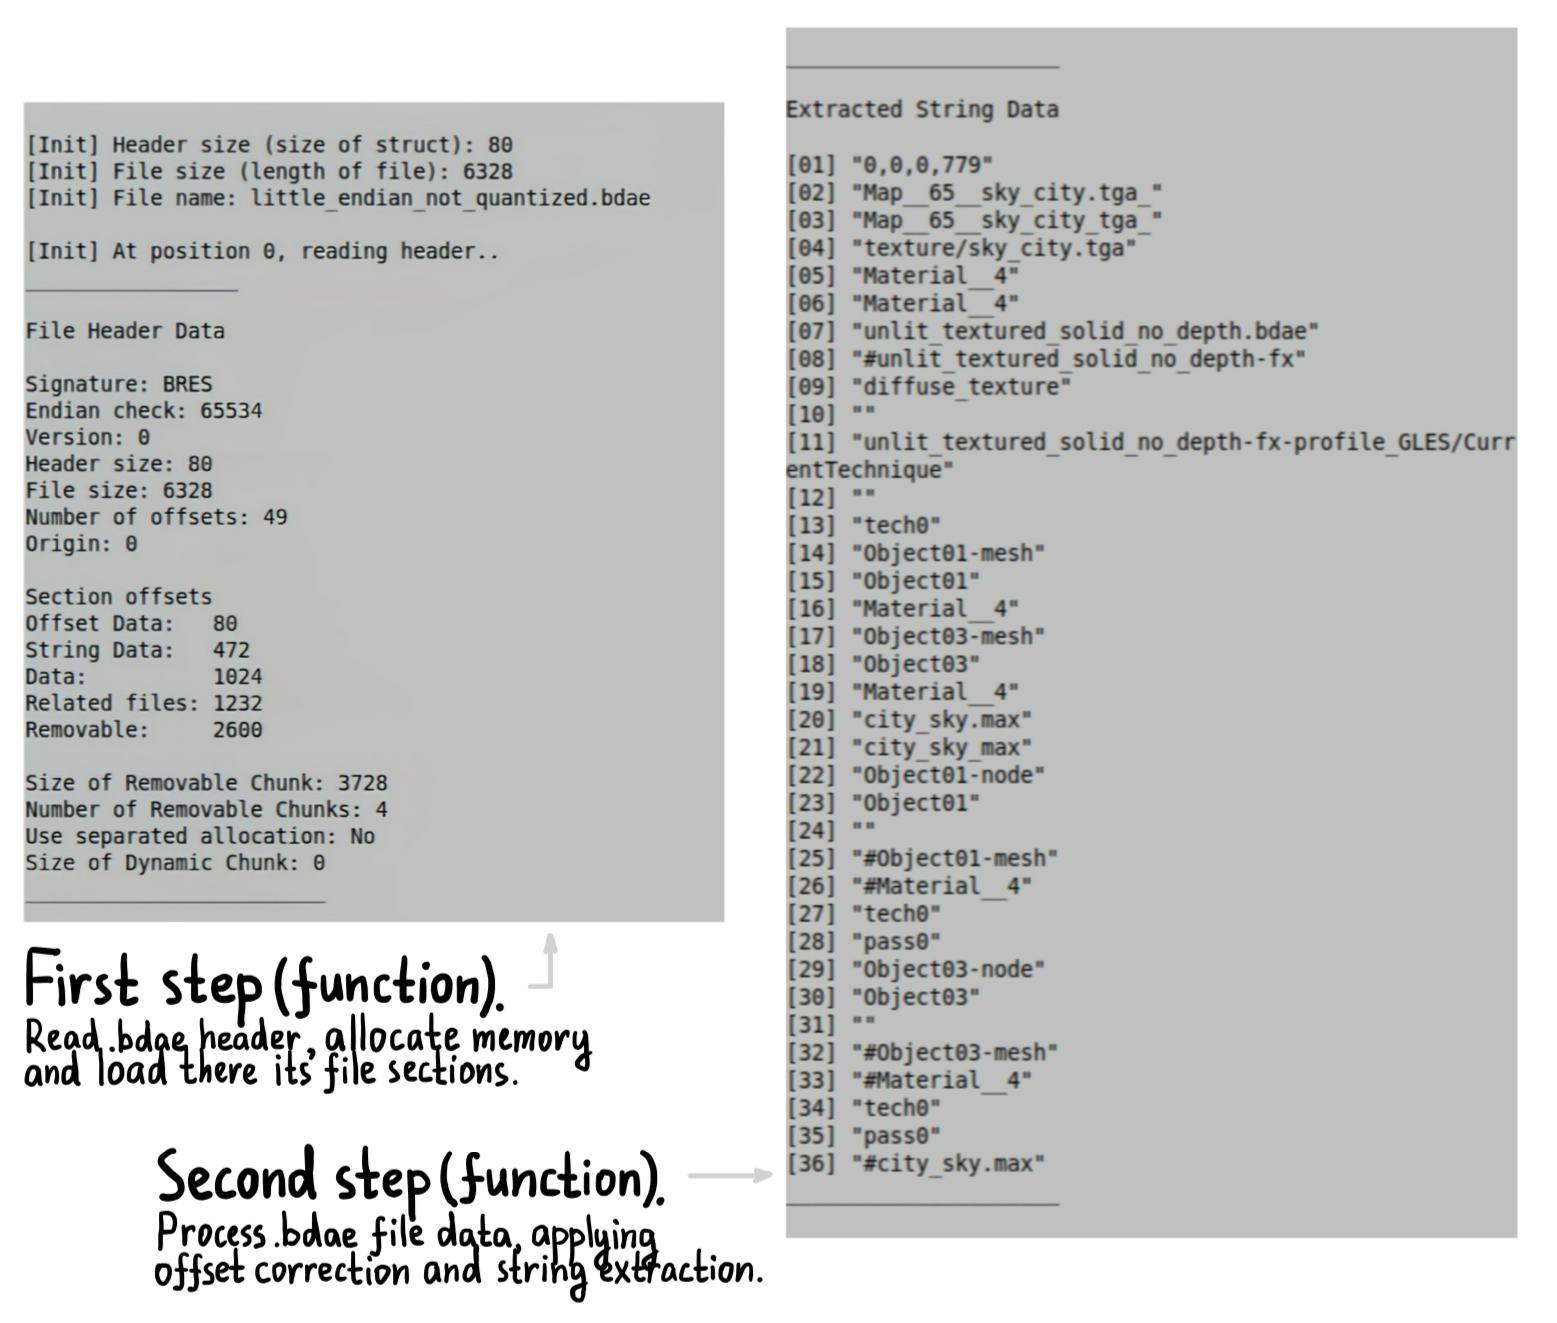 [Init] Header size (size of struct): 80
[Init] File size (length of file): 6328
[Init] File name: little_endian_not_quantized.bdae
[Init] At position 0, reading header..
File Header Data
Signature: BRES
Endian check: 65534
Version: 0
Header size: 80
File size: 6328
Number of offsets: 49
Origin: 0
Section offsets
Offset Data: 80
String Data: 472
Data: 1024
Related files: 1232
Removable: 2600
Size of Removable Chunk: 3728
Number of Removable Chunks: 4
Use separated allocation: No
Size of Dynamic Chunk: 0
First step (function).
Read .bdae header, allocate memory
and load there its file sections.
Second step (function).
Process .bdae file data, applying
offset correction and string extraction.
Extracted String Data
[01] "0,0,0,779"
[02] "Map__65__sky_city.tga_"
[03] "Map__65__sky_city_tga_"
[04] "texture/sky_city.tga"
[05] "Material__4"
[06] "Material__4"
[07] "unlit_textured_solid_no_depth.bdae"
[08] "#unlit_textured_solid_no_depth-fx"
[09] "diffuse_texture"
[10] ""
[11] "unlit_textured_solid_no_depth-fx-profile_GLES/Curr
entTechnique"
[12] ""
[13] "tech0"
[14] "Object01-mesh"
[15] "Object01"
[16] "Material__4"
[17] "Object03-mesh"
[18] "Object03"
[19] "Material__4"
[20] "city_sky.max"
[21] "city_sky_max"
[22] "Object01-node"
[23] "Object01"
[24] ""
[25] "#Object01-mesh"
[26] "#Material__4"
[27] "tech0"
[28] "pass0"
[29] "Object03-node"
[30] "Object03"
[31] ""
[32] "#Object03-mesh"
[33] "#Material__4"
[34] "tech0"
[35] "pass0"
[36] "#city_sky.max"